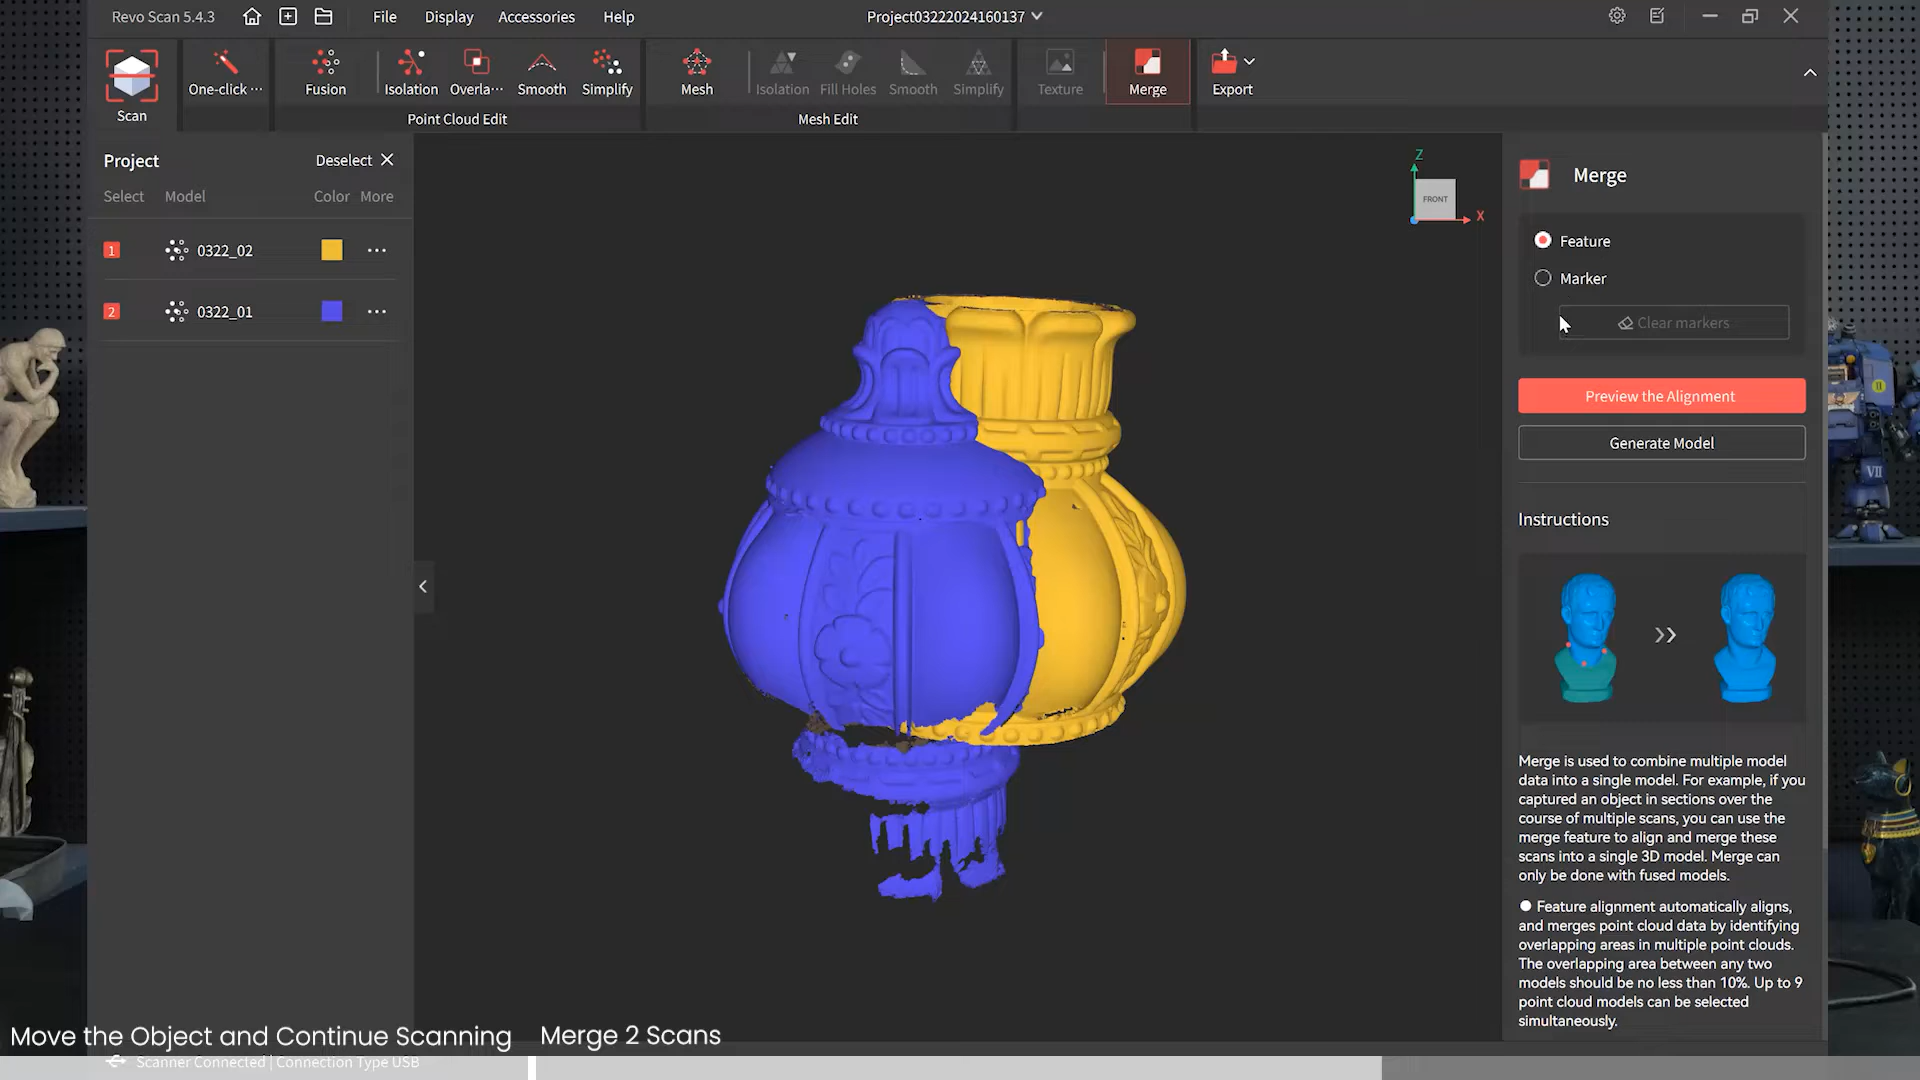 Revo Scan 5.4.3
File
Display
Accessories
Help
Project03222024160137
Scan
One-click ···
Fusion
Isolation
Overla···
Smooth
Simplify
Point Cloud Edit
Mesh
Isolation
Fill Holes
Smooth
Simplify
Mesh Edit
Texture
Merge
Export
Project
Deselect
Select
Model
Color
More
1
0322_02
2
0322_01
Z
FRONT
X
Merge
Feature
Marker
Clear markers
Preview the Alignment
Generate Model
Instructions
Merge is used to combine multiple model
data into a single model. For example, if you
captured an object in sections over the
course of multiple scans, you can use the
merge feature to align and merge these
scans into a single 3D model. Merge can
only be done with fused models.
Feature alignment automatically aligns,
and merges point cloud data by identifying
overlapping areas in multiple point clouds.
The overlapping area between any two
models should be no less than 10%. Up to 9
point cloud models can be selected
simultaneously.
II
VII
Move the Object and Continue Scanning
Merge 2 Scans
Scanner Connected | Connection Type USB